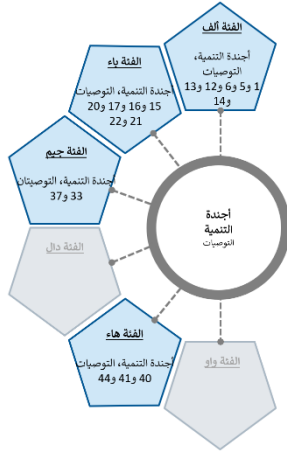 الفئة ألف
أجندة التنمية،
التوصيات
1 و5 و6 و12 و13
و14
الفئة باء
أجندة التنمية، التوصيات
15 و16 و17 و20
21 و22
الفئة جيم
أجندة التنمية، التوصيتان
33 و37
أجندة
التنمية
التوصيات
الفئة دال
الفئة هاء
أجندة التنمية، التوصيات
40 و41 و44
الفئة واو